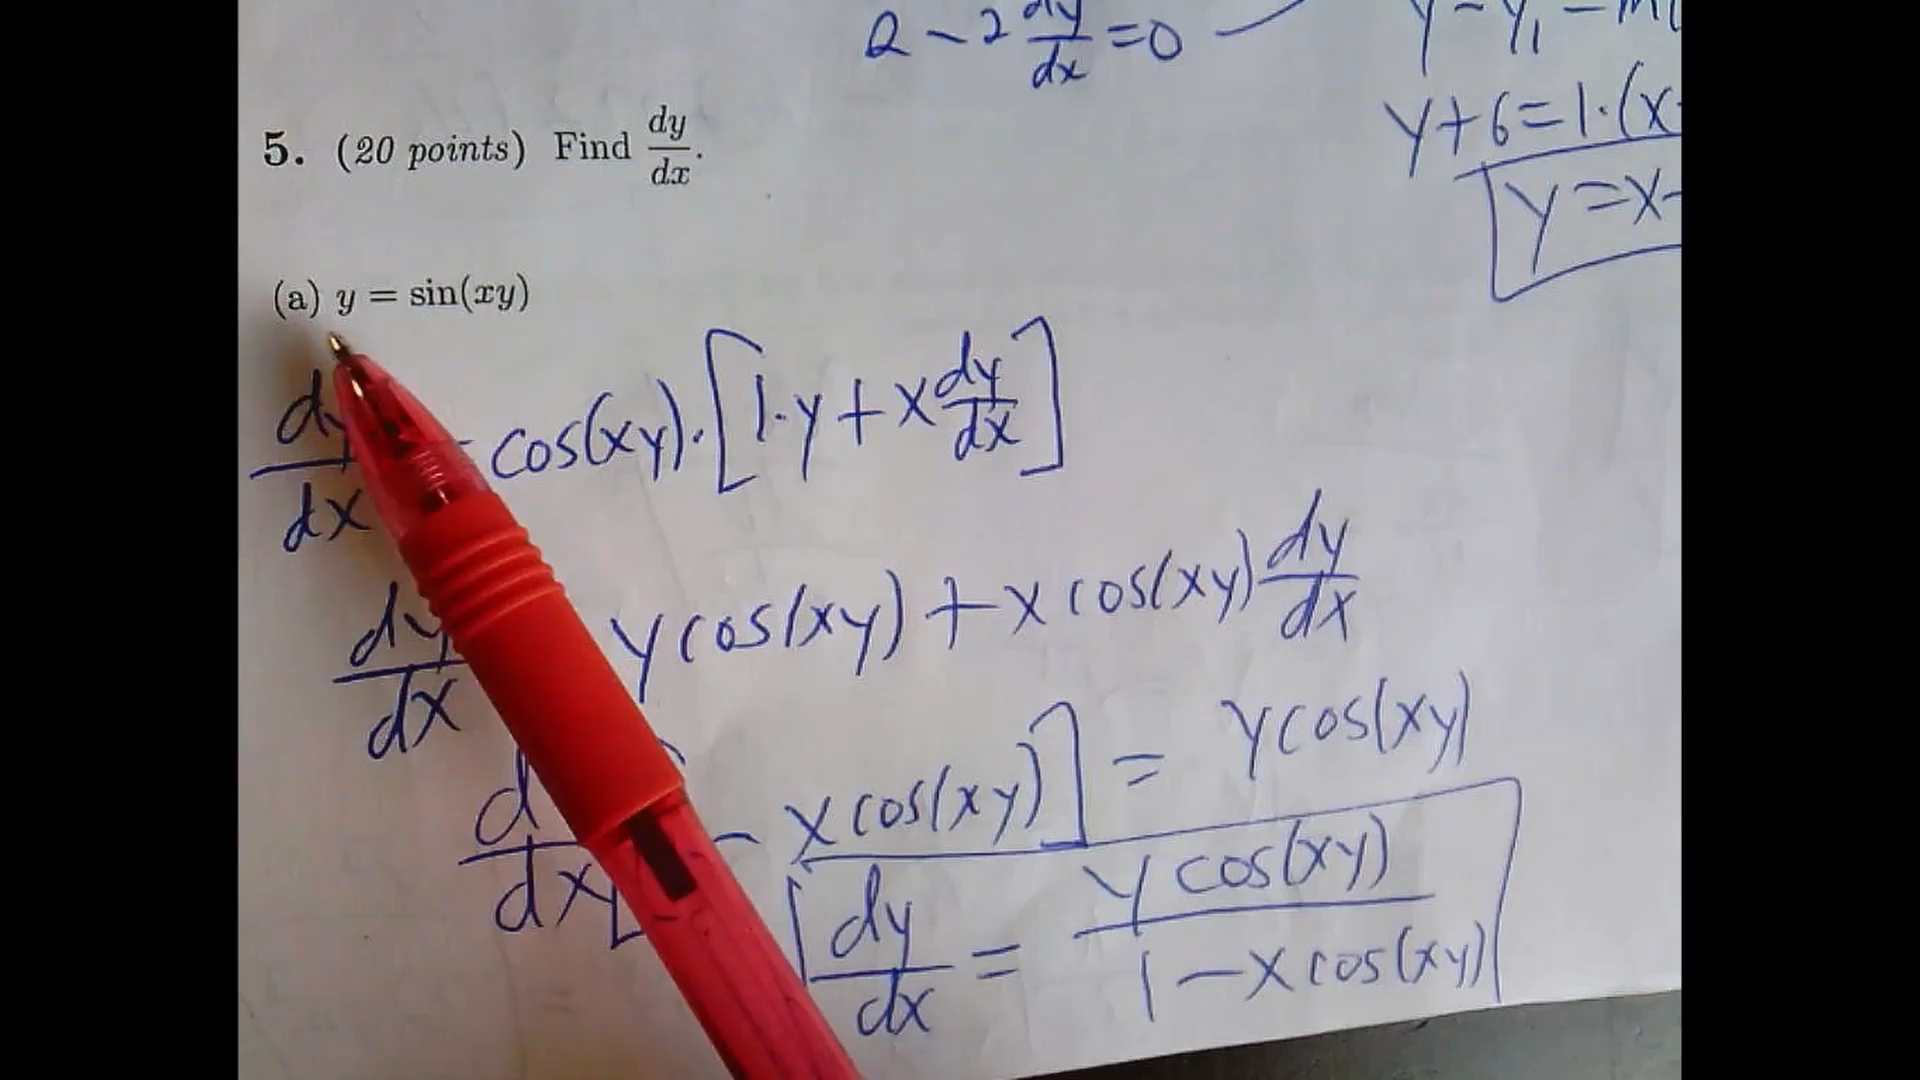 2 - 2 dy/dx = 0
y - y₁ = m(
y + 6 = 1·(x
y = x -
5. (20 points) Find dy/dx.
(a) y = sin(xy)
dy/dx = cos(xy)·[1·y + x dy/dx]
dy/dx y cos(xy) + x cos(xy) dy/dx
d/dx [ - x cos(xy)] = y cos(xy)
dy/dx = y cos(xy) / 1 - x cos(xy)